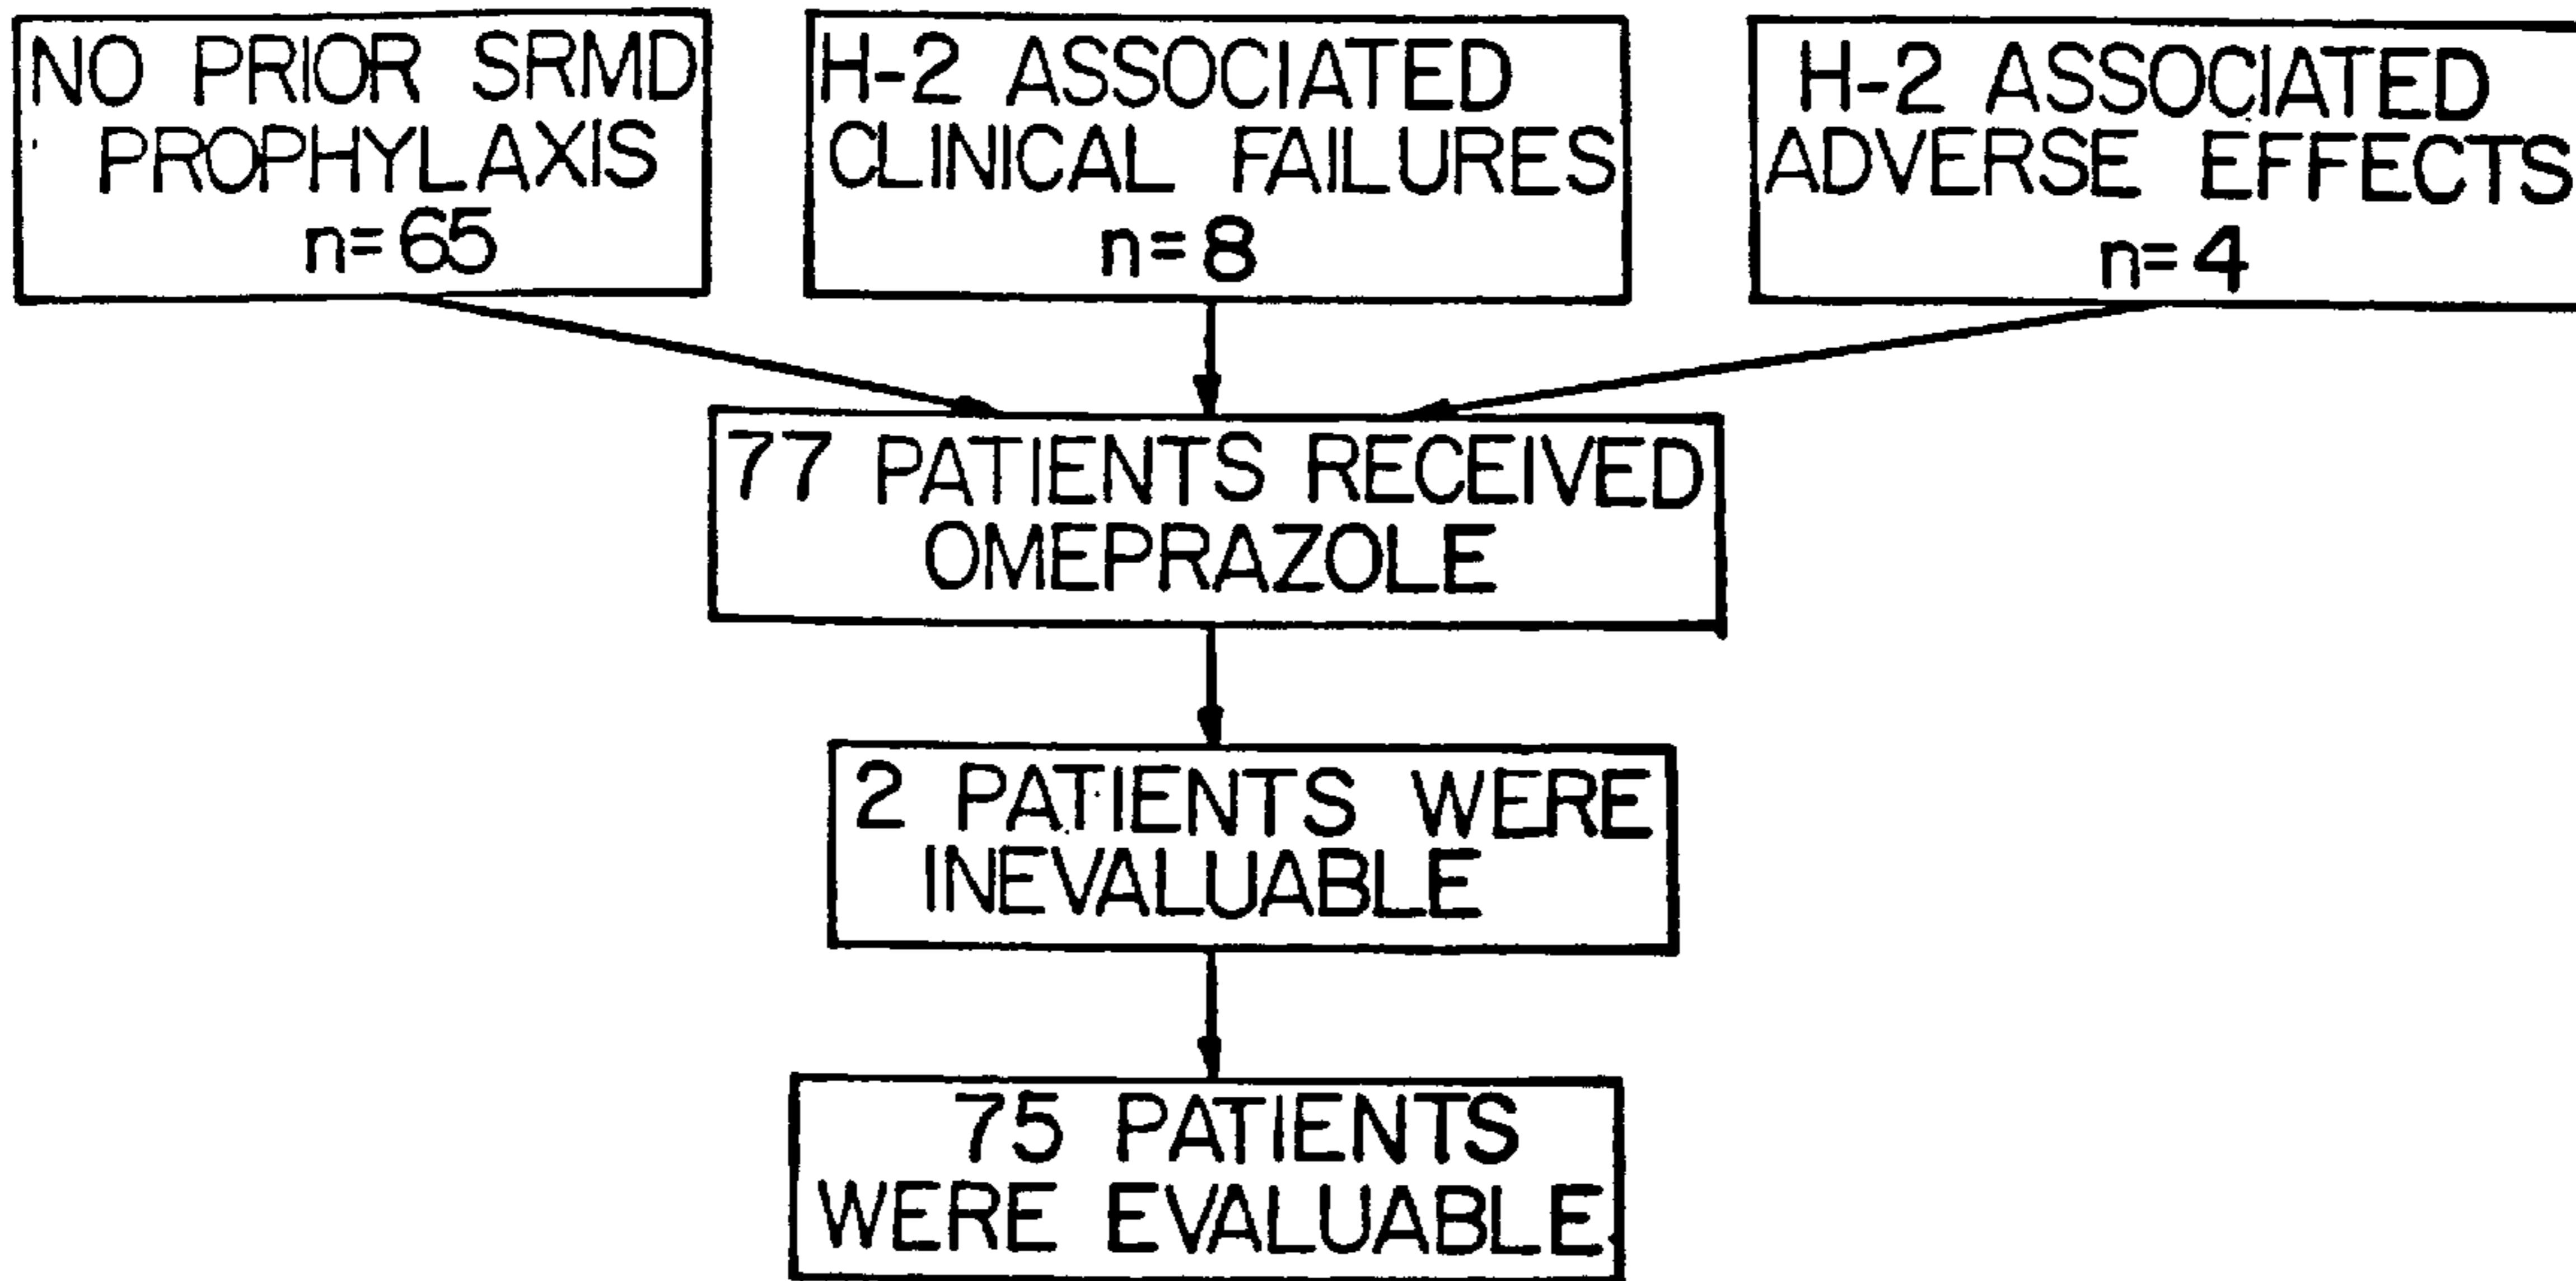 NO PRIOR SRMD
PROPHYLAXIS
n=65
H-2 ASSOCIATED
CLINICAL FAILURES
n=8
H-2 ASSOCIATED
ADVERSE EFFECTS
n=4
77 PATIENTS RECEIVED
OMEPRAZOLE
2 PATIENTS WERE
INEVALUABLE
75 PATIENTS
WERE EVALUABLE